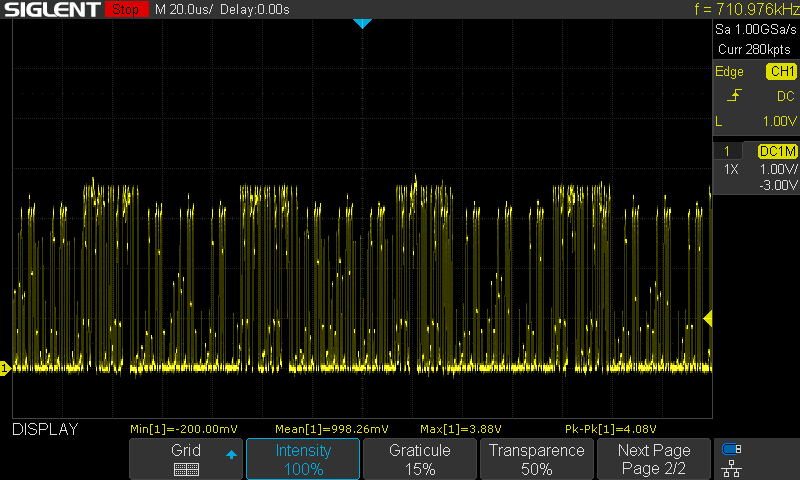 SIGLENT Stop M 20.0us/ Delay:0.00s f = 710.976kHz
Sa 1.00GSa/s
Curr 280kpts
Edge CH1
DC
L 1.00V
1 DC1M
1X 1.00V/
-3.00V
1
DISPLAY Min[1]=-200.00mV Mean[1]=998.26mV Max[1]=3.88V Pk-Pk[1]=4.08V
Grid Intensity Graticule Transparence Next Page
100% 15% 50% Page 2/2